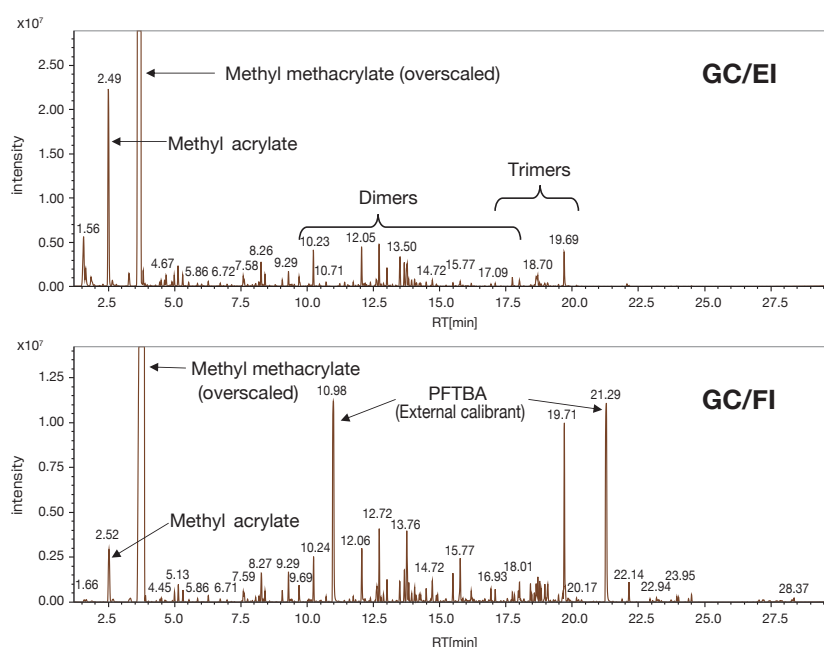 x10⁷
GC/EI
Methyl methacrylate (overscaled)
Methyl acrylate
Trimers
Dimers
intensity
2.50
2.00
1.50
1.00
0.50
0.00
1.56
2.49
4.67
5.86
6.72
7.58
8.26
9.29
10.23
10.71
12.05
13.50
14.72
15.77
17.09
18.70
19.69
2.5 5.0 7.5 10.0 12.5 15.0 17.5 20.0 22.5 25.0 27.5
RT[min]
x10⁷
GC/FI
Methyl methacrylate
(overscaled)
PFTBA
(External calibrant)
Methyl acrylate
intensity
1.25
1.00
0.75
0.50
0.25
0.00
1.66
2.52
4.45
5.13
5.86
6.71
7.59
8.27
9.29
9.69
10.24
10.98
12.06
12.72
13.76
14.72
15.77
16.93
18.01
19.71
20.17
21.29
22.14
22.94
23.95
28.37
2.5 5.0 7.5 10.0 12.5 15.0 17.5 20.0 22.5 25.0 27.5
RT[min]